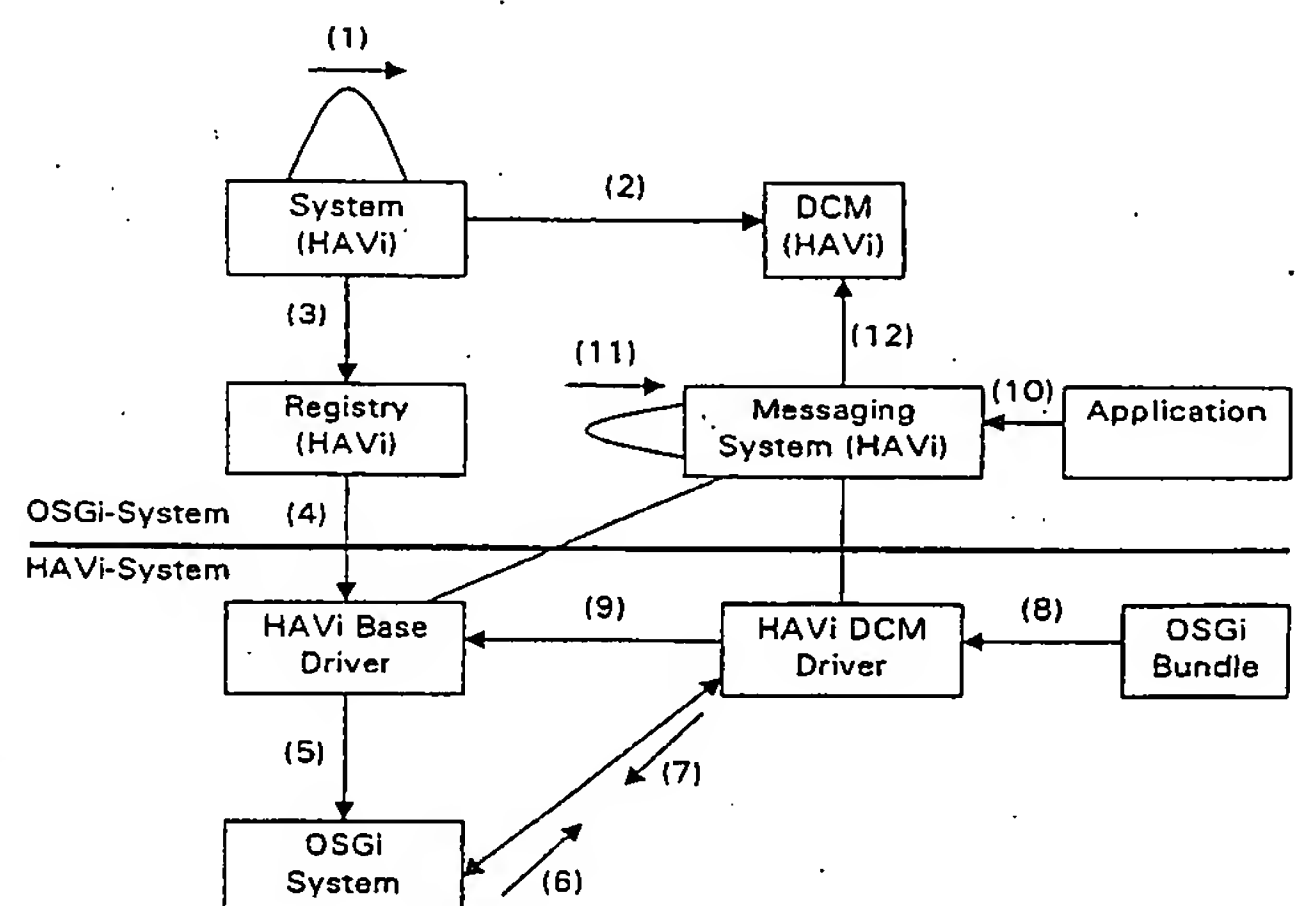 (1)
System
(HAVi)
(2)
DCM
(HAVi)
(3)
(11)
(12)
Registry
(HAVi)
Messaging
System (HAVi)
(10)
Application
OSGi-System
(4)
HAVi-System
HAVi Base
Driver
(9)
HAVi DCM
Driver
(8)
OSGi
Bundle
(5)
(7)
OSGi
System
(6)